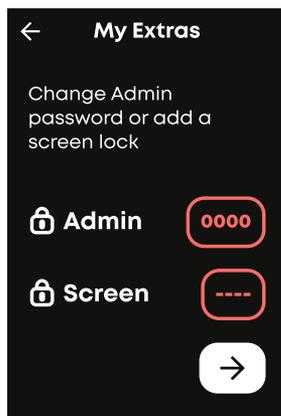 My Extras
Change Admin
password or add a
screen lock
Admin 0000
Screen ----